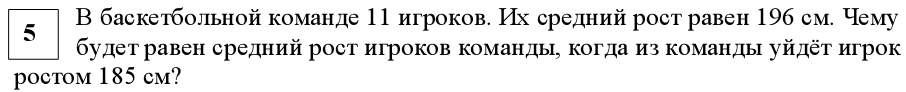 5 В баскетбольной команде 11 игроков. Их средний рост равен 196 см. Чему
будет равен средний рост игроков команды, когда из команды уйдёт игрок
ростом 185 см?